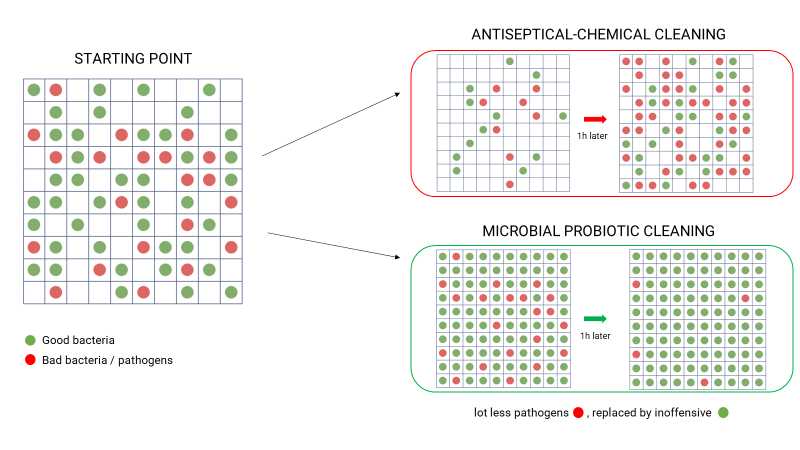 STARTING POINT
Good bacteria
Bad bacteria / pathogens
ANTISEPTICAL-CHEMICAL CLEANING
1h later
MICROBIAL PROBIOTIC CLEANING
1h later
lot less pathogens , replaced by inoffensive